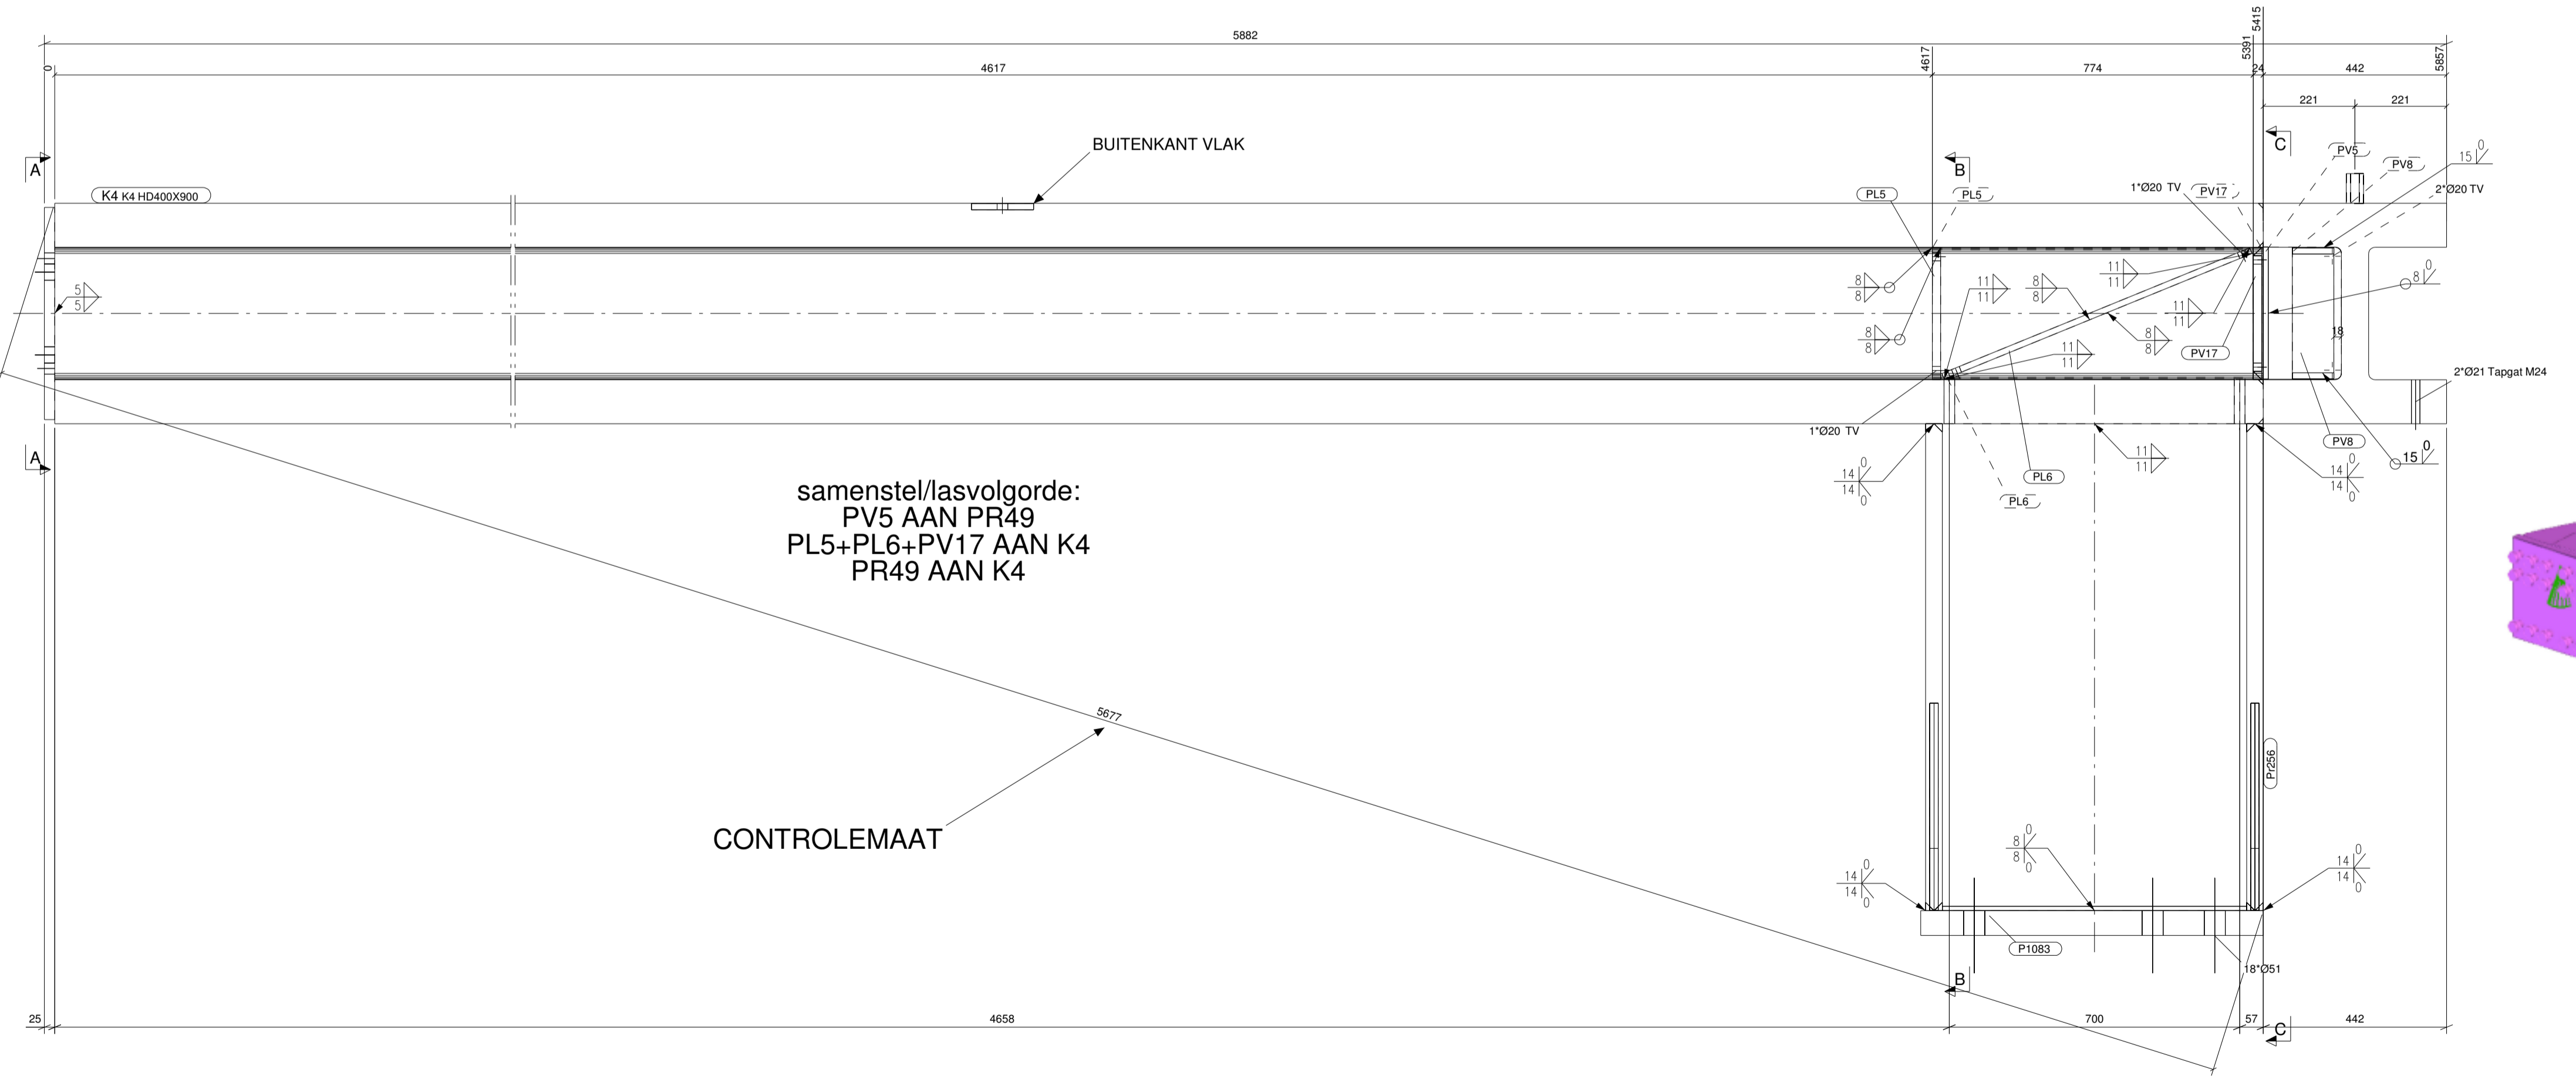 5882
5415
5391
0
4617
4617
774
24
442
5857
221
221
BUITENKANT VLAK
A
B
C
PV5
PV8
15 0
K4 K4 HD400X900
PL5
PL5
1*Ø20 TV
PV17
2*Ø20 TV
5
5
8
8
11
11
8
8
11
11
8 0
8
8
11
11
11
11
8
8
PV17
18
2*Ø21 Tapgat M24
1*Ø20 TV
A
11
11
PV8
15 0
14 0
14 0
PL6
PL6
14 0
14 0
samenstel/lasvolgorde:
PV5 AAN PR49
PL5+PL6+PV17 AAN K4
PR49 AAN K4
5677
Pr256
CONTROLEMAAT
8 0
8 0
14 0
14 0
14 0
14 0
P1083
18*Ø51
B
25
4658
700
57
442
C